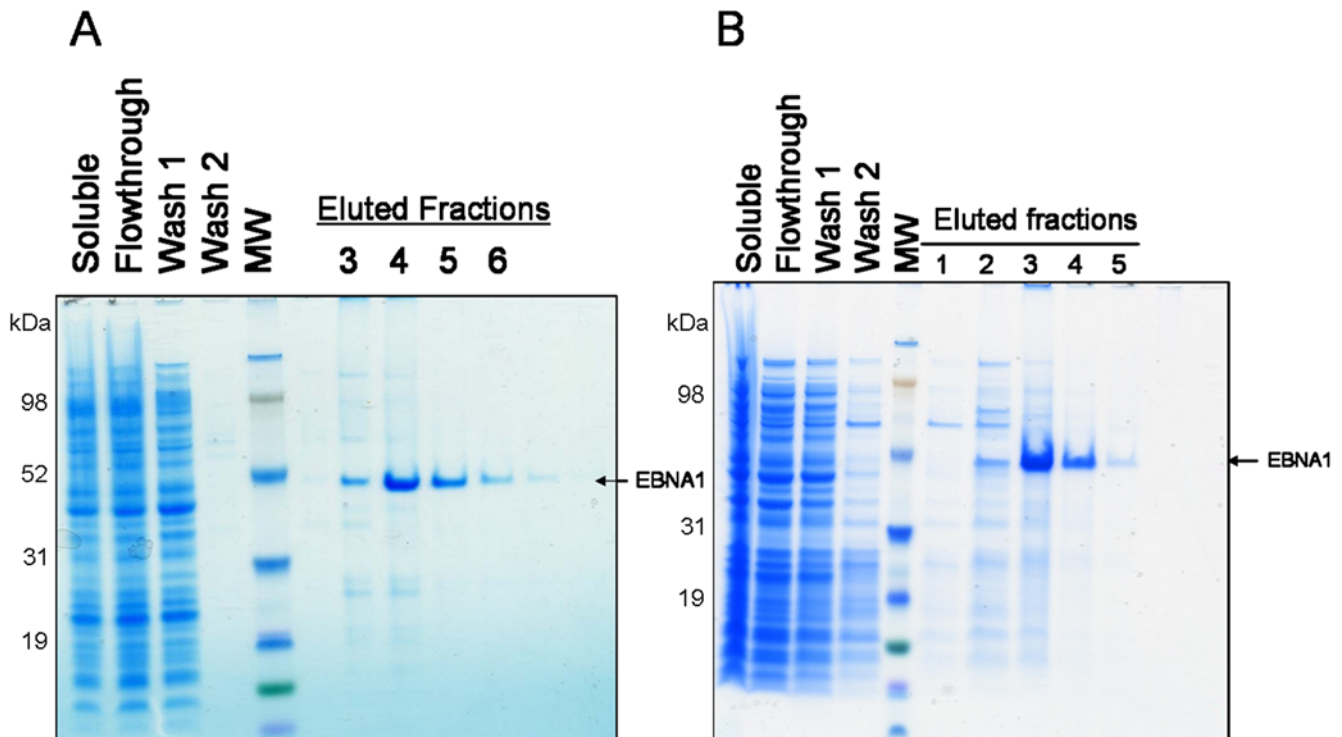 A
Soluble
Flowthrough
Wash 1
Wash 2
MW
Eluted Fractions
3 4 5 6
kDa
98
52
31
19
EBNA1
B
Soluble
Flowthrough
Wash 1
Wash 2
MW
Eluted fractions
1 2 3 4 5
kDa
98
31
19
EBNA1